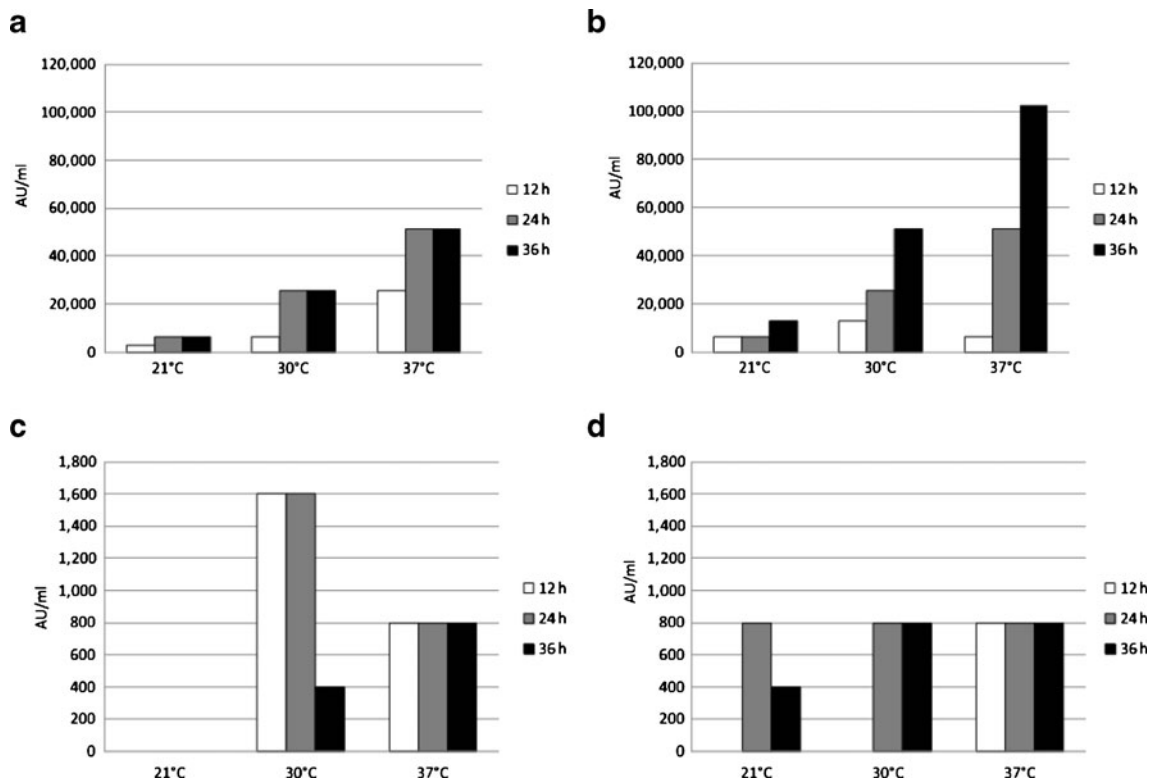 a
120,000
100,000
80,000
60,000
40,000
20,000
0
AU/ml
21°C
30°C
37°C
12 h
24 h
36 h
b
120,000
100,000
80,000
60,000
40,000
20,000
0
AU/ml
21°C
30°C
37°C
12 h
24 h
36 h
c
1,800
1,600
1,400
1,200
1,000
800
600
400
200
0
AU/ml
21°C
30°C
37°C
12 h
24 h
36 h
d
1,800
1,600
1,400
1,200
1,000
800
600
400
200
0
AU/ml
21°C
30°C
37°C
12 h
24 h
36 h